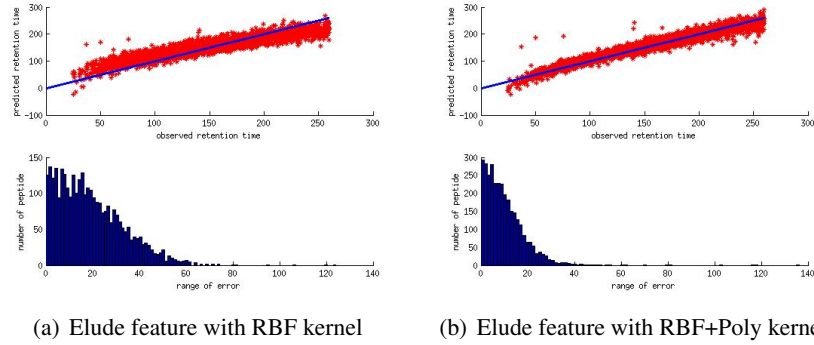 300
200
100
0
-100
predicted retention time
0 50 100 150 200 250 300
observed retention time
150
100
50
0
number of peptide
0 20 40 60 80 100 120 140
range of error
(a) Elude feature with RBF kernel
300
200
100
0
-100
predicted retention time
0 50 100 150 200 250 300
observed retention time
300
250
200
150
100
50
0
number of peptide
0 20 40 60 80 100 120 140
range of error
(b) Elude feature with RBF+Poly kerne